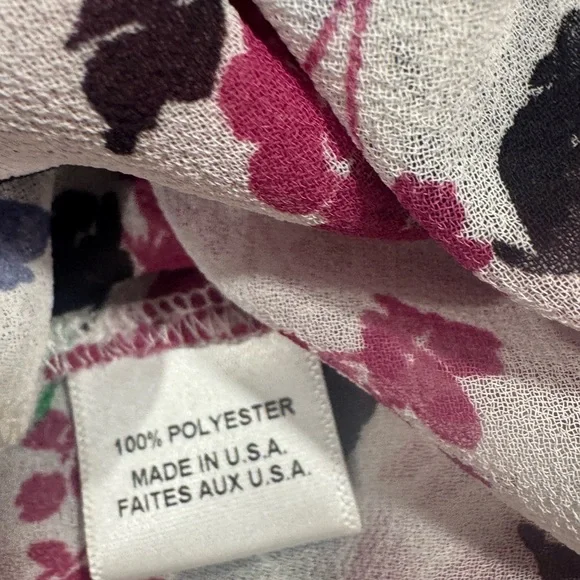 100% POLYESTER
MADE IN U.S.A.
FAITES AUX U.S.A.